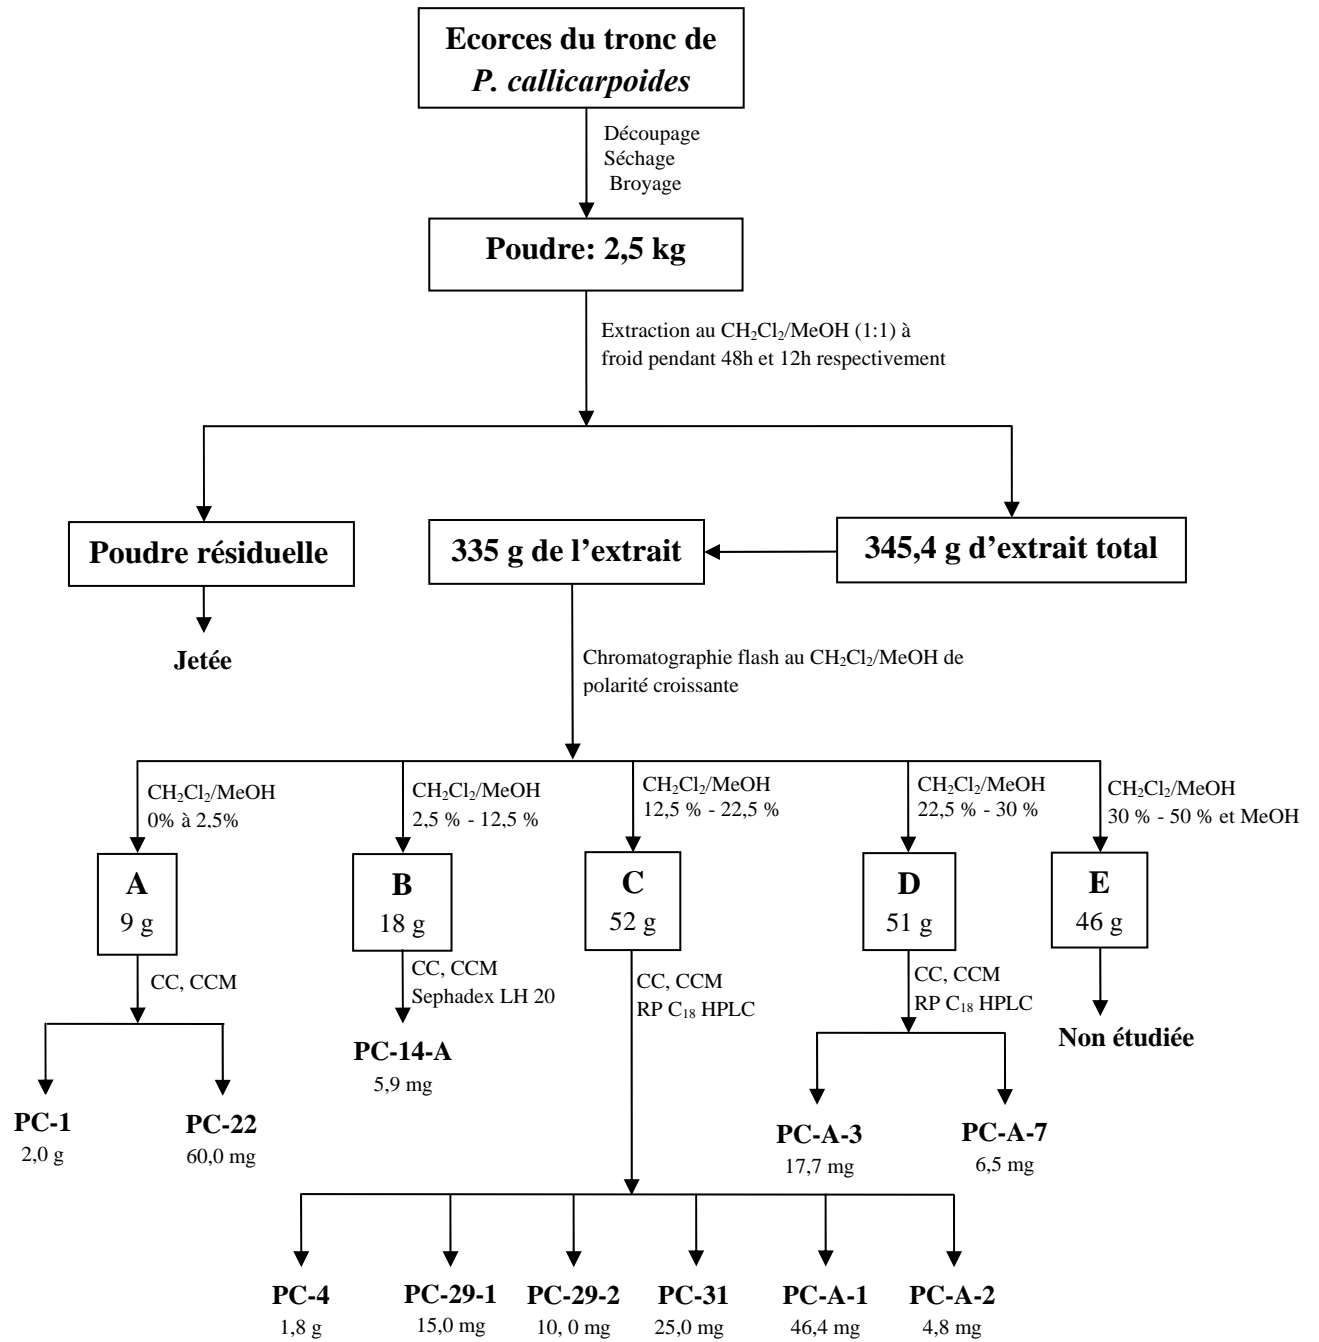 Ecorces du tronc de
P. callicarpoides
Découpage
Séchage
Broyage
Poudre: 2,5 kg
Extraction au CH₂Cl₂/MeOH (1:1) à
froid pendant 48h et 12h respectivement
Poudre résiduelle
335 g de l’extrait
345,4 g d’extrait total
Jetée
Chromatographie flash au CH₂Cl₂/MeOH de
polarité croissante
CH₂Cl₂/MeOH
0% à 2,5%
CH₂Cl₂/MeOH
2,5 % - 12,5 %
CH₂Cl₂/MeOH
12,5 % - 22,5 %
CH₂Cl₂/MeOH
22,5 % - 30 %
CH₂Cl₂/MeOH
30 % - 50 % et MeOH
A
9 g
B
18 g
C
52 g
D
51 g
E
46 g
CC, CCM
CC, CCM
Sephadex LH 20
CC, CCM
RP C₁₈ HPLC
CC, CCM
RP C₁₈ HPLC
Non étudiée
PC-14-A
5,9 mg
PC-1
2,0 g
PC-22
60,0 mg
PC-A-3
17,7 mg
PC-A-7
6,5 mg
PC-4
1,8 g
PC-29-1
15,0 mg
PC-29-2
10, 0 mg
PC-31
25,0 mg
PC-A-1
46,4 mg
PC-A-2
4,8 mg